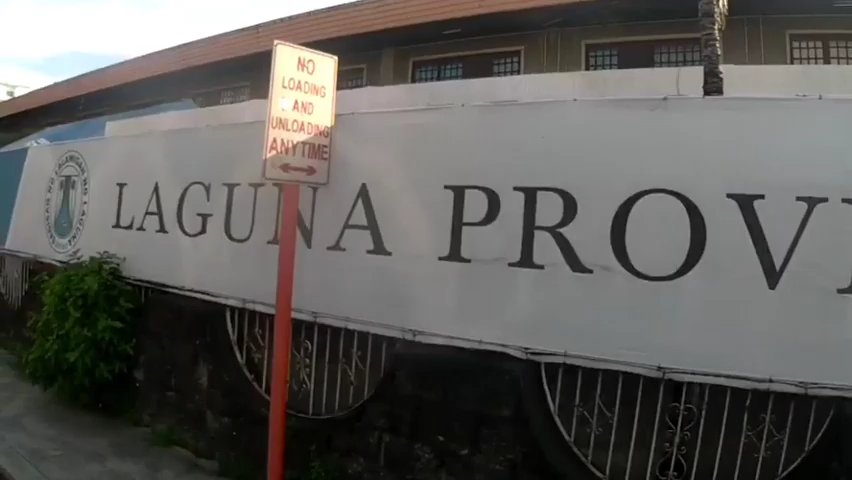 NO
LOADING
AND
UNLOADING
ANYTIME
LAGUNA PROV